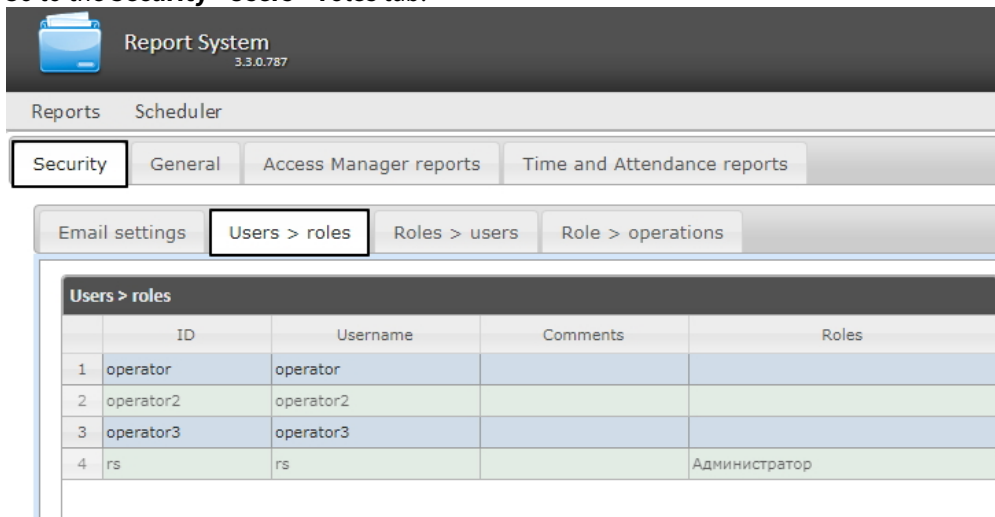 Report System
3.3.0.787
Reports Scheduler
Security General Access Manager reports Time and Attendance reports
Email settings Users > roles Roles > users Role > operations
Users > roles
ID Username Comments Roles
1 operator operator
2 operator2 operator2
3 operator3 operator3
4 rs rs Администратор